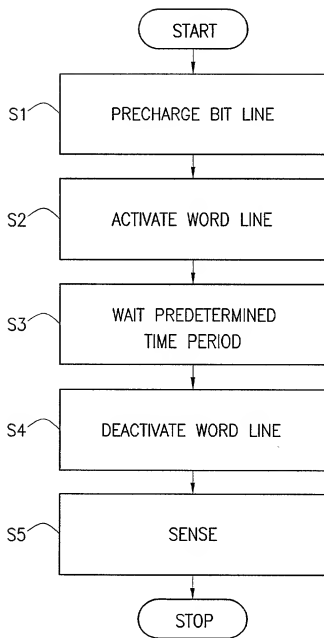 START
S1
PRECHARGE BIT LINE
S2
ACTIVATE WORD LINE
S3
WAIT PREDETERMINED
TIME PERIOD
S4
DEACTIVATE WORD LINE
S5
SENSE
STOP